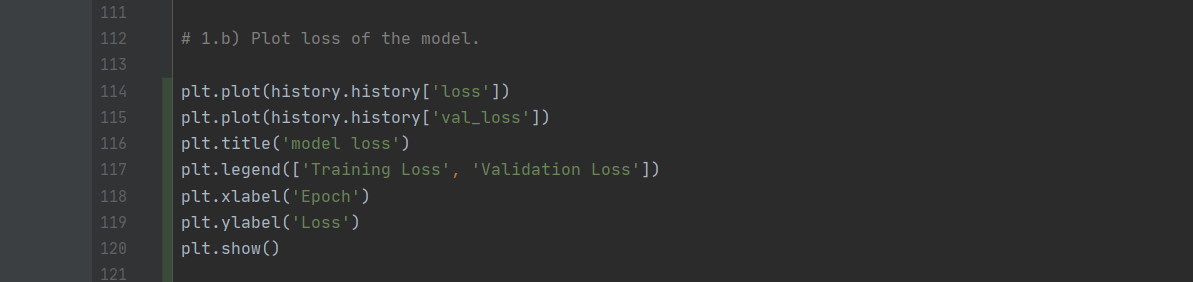 111
112 # 1.b) Plot loss of the model.
113
114 plt.plot(history.history['loss'])
115 plt.plot(history.history['val_loss'])
116 plt.title('model loss')
117 plt.legend(['Training Loss', 'Validation Loss'])
118 plt.xlabel('Epoch')
119 plt.ylabel('Loss')
120 plt.show()
121